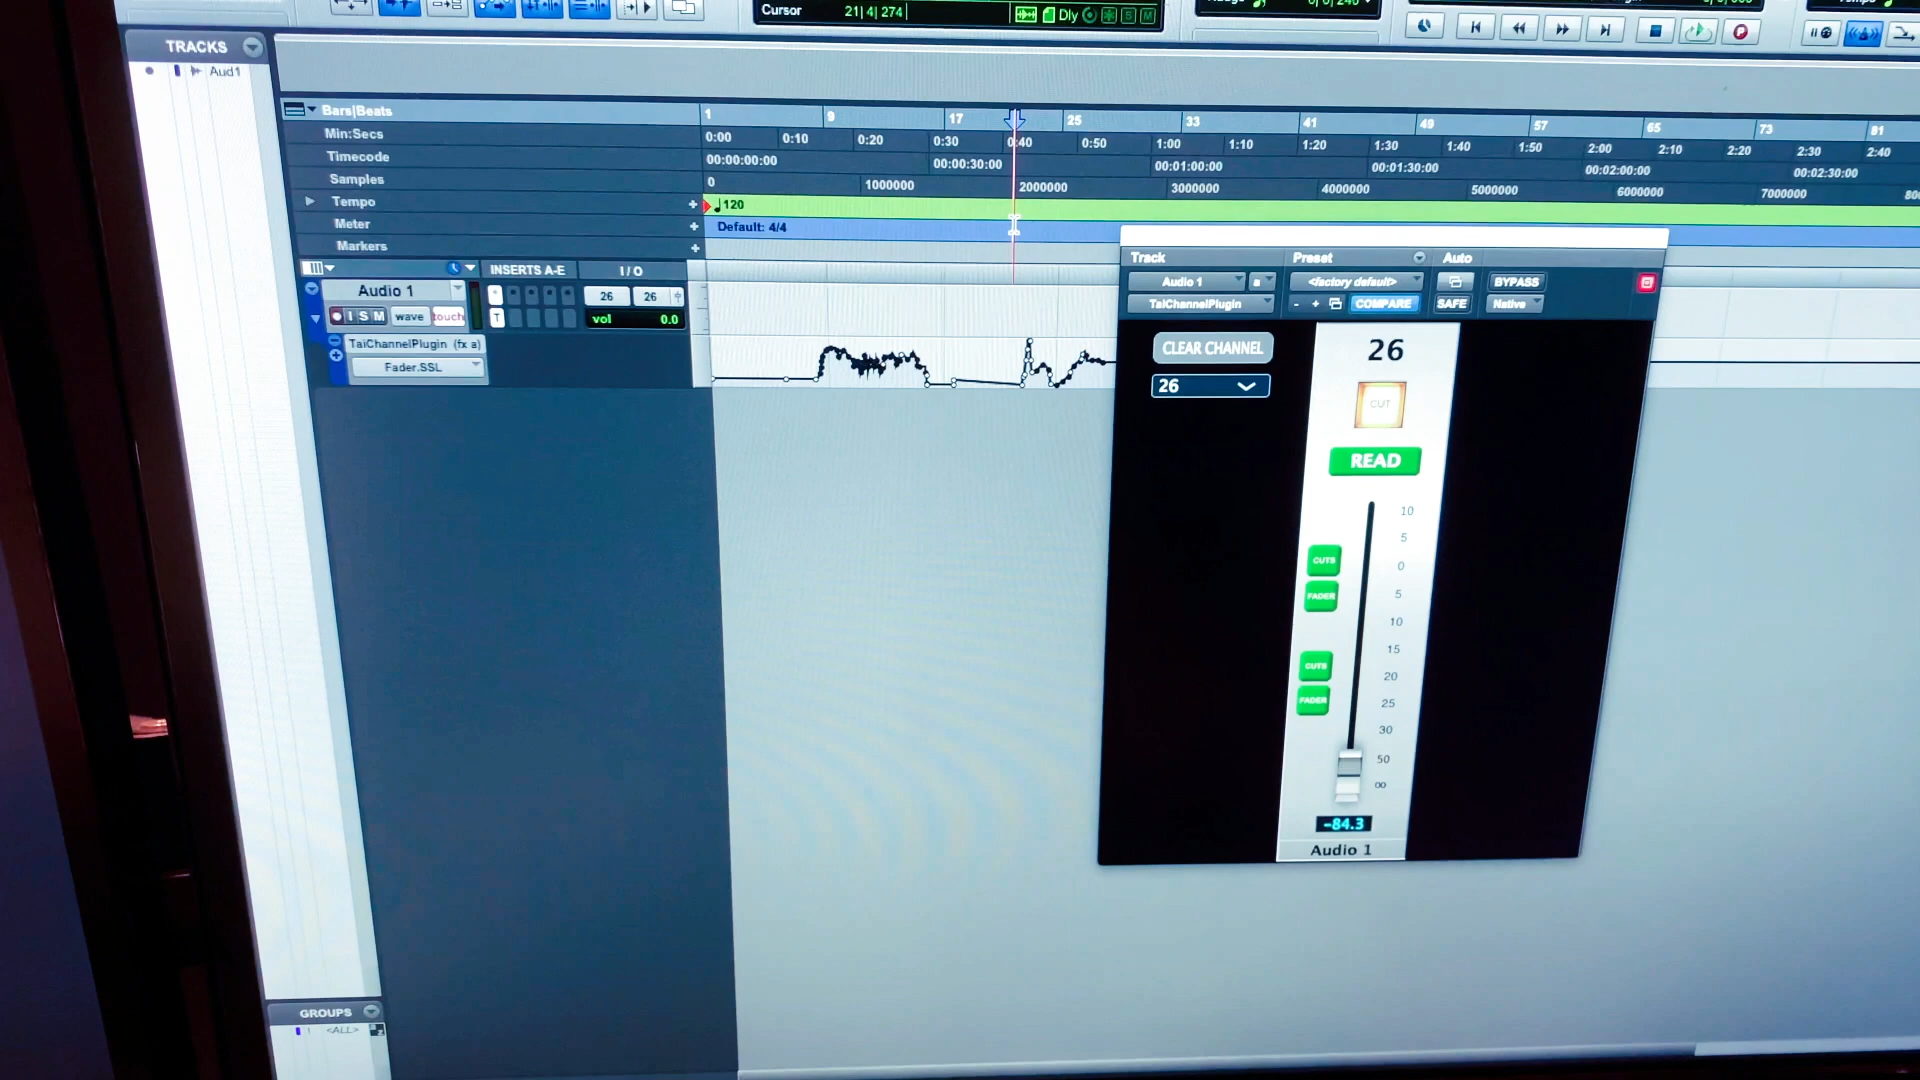 Cursor 21| 4| 274
Dly
S M
TRACKS
Aud1
Bars|Beats 1 9 17 25 33 41 49 57 65 73 81
Min:Secs 0:00 0:10 0:20 0:30 0:40 0:50 1:00 1:10 1:20 1:30 1:40 1:50 2:00 2:10 2:20 2:30 2:40
Timecode 00:00:00:00 00:00:30:00 00:01:00:00 00:01:30:00 00:02:00:00 00:02:30:00
Samples 0 1000000 2000000 3000000 4000000 5000000 6000000 7000000
Tempo + 120
Meter + Default: 4/4
Markers +
INSERTS A-E I / O
Audio 1 26 26
I S M wave touch T vol 0.0
TaiChannelPlugin (fx a)
Fader.SSL
Track Preset Auto
Audio 1 a <factory default> BYPASS
TaiChannelPlugin - + COMPARE SAFE Native
CLEAR CHANNEL
26
26
CUT
READ
10
5
CUTS 0
FADER 5
10
15
CUTS 20
FADER 25
30
50
∞
-84.3
Audio 1
GROUPS
1 <ALL>